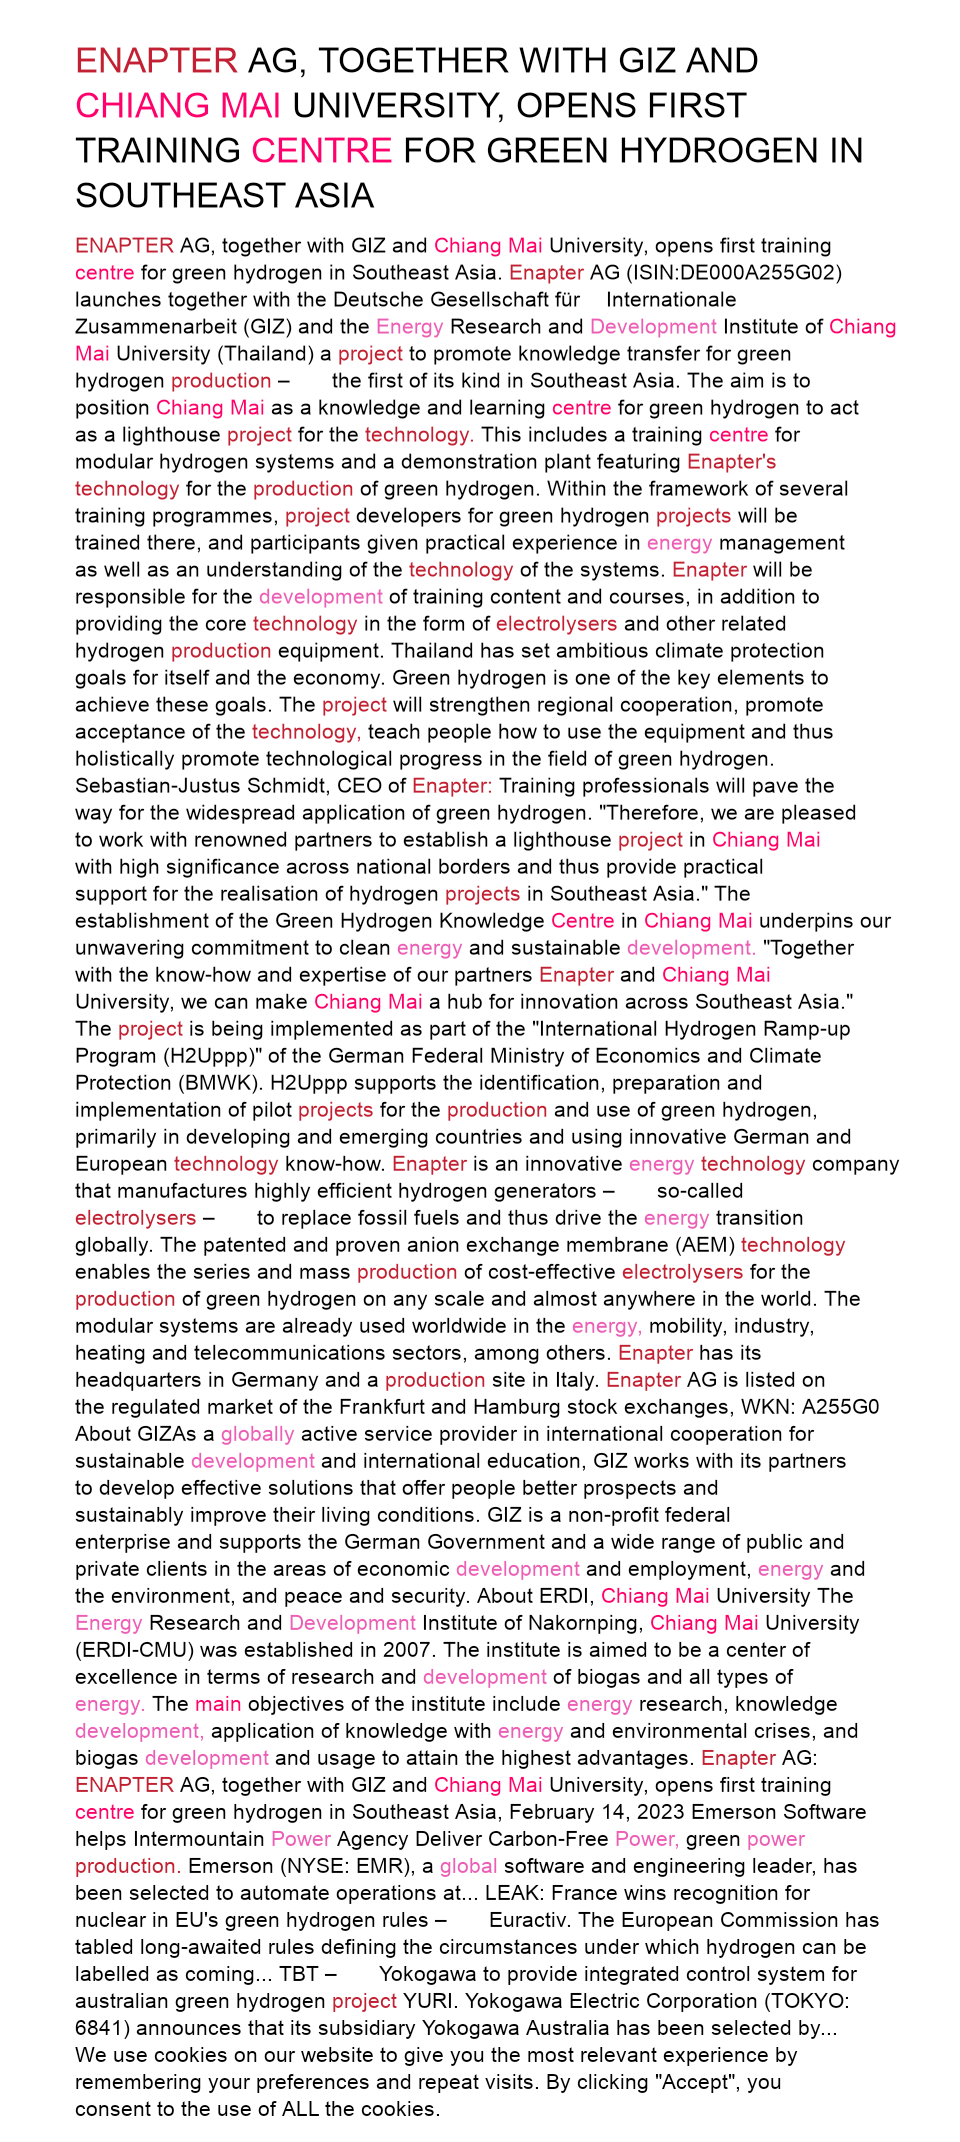 ENAPTER AG, TOGETHER WITH GIZ AND
CHIANG MAI UNIVERSITY, OPENS FIRST
TRAINING CENTRE FOR GREEN HYDROGEN IN
SOUTHEAST ASIA
ENAPTER AG, together with GIZ and Chiang Mai University, opens first training
centre for green hydrogen in Southeast Asia. Enapter AG (ISIN:DE000A255G02)
launches together with the Deutsche Gesellschaft für Internationale
Zusammenarbeit (GIZ) and the Energy Research and Development Institute of Chiang
Mai University (Thailand) a project to promote knowledge transfer for green
hydrogen production – the first of its kind in Southeast Asia. The aim is to
position Chiang Mai as a knowledge and learning centre for green hydrogen to act
as a lighthouse project for the technology. This includes a training centre for
modular hydrogen systems and a demonstration plant featuring Enapter's
technology for the production of green hydrogen. Within the framework of several
training programmes, project developers for green hydrogen projects will be
trained there, and participants given practical experience in energy management
as well as an understanding of the technology of the systems. Enapter will be
responsible for the development of training content and courses, in addition to
providing the core technology in the form of electrolysers and other related
hydrogen production equipment. Thailand has set ambitious climate protection
goals for itself and the economy. Green hydrogen is one of the key elements to
achieve these goals. The project will strengthen regional cooperation, promote
acceptance of the technology, teach people how to use the equipment and thus
holistically promote technological progress in the field of green hydrogen.
Sebastian-Justus Schmidt, CEO of Enapter: Training professionals will pave the
way for the widespread application of green hydrogen. "Therefore, we are pleased
to work with renowned partners to establish a lighthouse project in Chiang Mai
with high significance across national borders and thus provide practical
support for the realisation of hydrogen projects in Southeast Asia." The
establishment of the Green Hydrogen Knowledge Centre in Chiang Mai underpins our
unwavering commitment to clean energy and sustainable development. "Together
with the know-how and expertise of our partners Enapter and Chiang Mai
University, we can make Chiang Mai a hub for innovation across Southeast Asia."
The project is being implemented as part of the "International Hydrogen Ramp-up
Program (H2Uppp)" of the German Federal Ministry of Economics and Climate
Protection (BMWK). H2Uppp supports the identification, preparation and
implementation of pilot projects for the production and use of green hydrogen,
primarily in developing and emerging countries and using innovative German and
European technology know-how. Enapter is an innovative energy technology company
that manufactures highly efficient hydrogen generators – so-called
electrolysers – to replace fossil fuels and thus drive the energy transition
globally. The patented and proven anion exchange membrane (AEM) technology
enables the series and mass production of cost-effective electrolysers for the
production of green hydrogen on any scale and almost anywhere in the world. The
modular systems are already used worldwide in the energy, mobility, industry,
heating and telecommunications sectors, among others. Enapter has its
headquarters in Germany and a production site in Italy. Enapter AG is listed on
the regulated market of the Frankfurt and Hamburg stock exchanges, WKN: A255G0
About GIZAs a globally active service provider in international cooperation for
sustainable development and international education, GIZ works with its partners
to develop effective solutions that offer people better prospects and
sustainably improve their living conditions. GIZ is a non-profit federal
enterprise and supports the German Government and a wide range of public and
private clients in the areas of economic development and employment, energy and
the environment, and peace and security. About ERDI, Chiang Mai University The
Energy Research and Development Institute of Nakornping, Chiang Mai University
(ERDI-CMU) was established in 2007. The institute is aimed to be a center of
excellence in terms of research and development of biogas and all types of
energy. The main objectives of the institute include energy research, knowledge
development, application of knowledge with energy and environmental crises, and
biogas development and usage to attain the highest advantages. Enapter AG:
ENAPTER AG, together with GIZ and Chiang Mai University, opens first training
centre for green hydrogen in Southeast Asia, February 14, 2023 Emerson Software
helps Intermountain Power Agency Deliver Carbon-Free Power, green power
production. Emerson (NYSE: EMR), a global software and engineering leader, has
been selected to automate operations at... LEAK: France wins recognition for
nuclear in EU's green hydrogen rules – Euractiv. The European Commission has
tabled long-awaited rules defining the circumstances under which hydrogen can be
labelled as coming... TBT – Yokogawa to provide integrated control system for
australian green hydrogen project YURI. Yokogawa Electric Corporation (TOKYO:
6841) announces that its subsidiary Yokogawa Australia has been selected by...
We use cookies on our website to give you the most relevant experience by
remembering your preferences and repeat visits. By clicking "Accept", you
consent to the use of ALL the cookies.